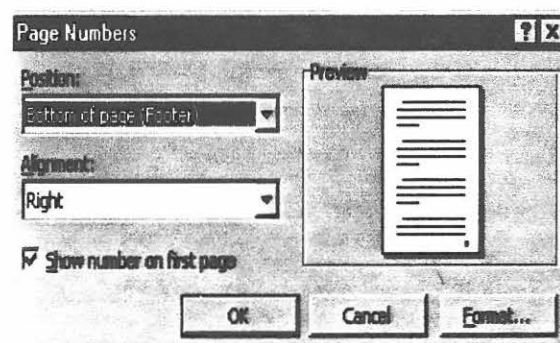 Page Numbers
Position:
Bottom of page (Footer)
Alignment:
Right
Show number on first page
Preview
OK
Cancel
Format...